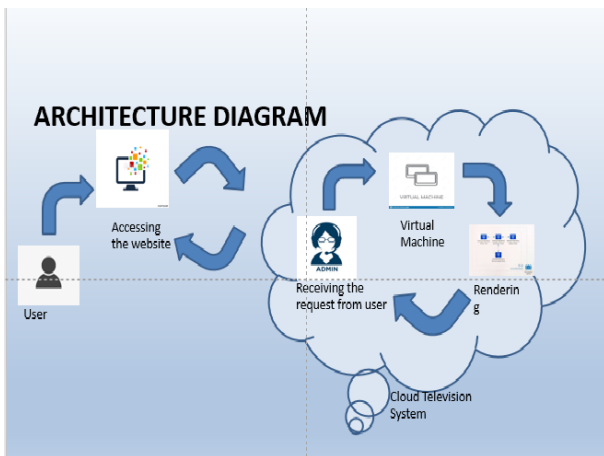 ARCHITECTURE DIAGRAM
Accessing
the website
User
ADMIN
Receiving the
request from user
VIRTUAL MACHINE
Virtual
Machine
Renderin
g
Cloud Television
System